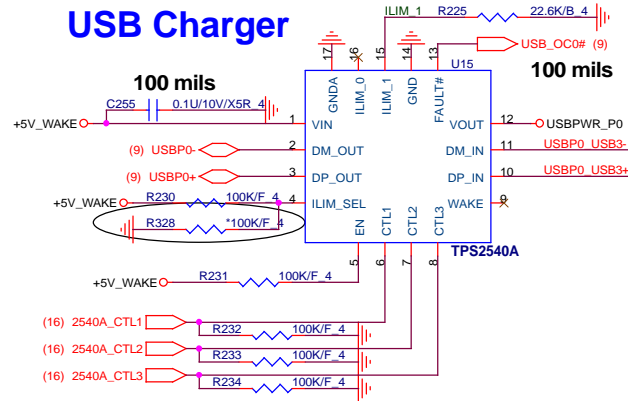 USB Charger
ILIM_1 R225 22.6K/B_4
USB_OC0# (9)
17 16 15 14 13
U15
100 mils
100 mils
GNDA ILIM_0 ILIM_1 GND FAULT#
C255 0.1U/10V/X5R_4
+5V_WAKE 1 VIN VOUT 12 USBPWR_P0
(9) USBP0- 2 DM_OUT DM_IN 11 USBP0_USB3-
(9) USBP0+ 3 DP_OUT DP_IN 10 USBP0_USB3+
+5V_WAKE R230 100K/F_4 4 ILIM_SEL WAKE 9
R328 *100K/F_4
EN CTL1 CTL2 CTL3
TPS2540A
5 6 7 8
+5V_WAKE R231 100K/F_4
(16) 2540A_CTL1
R232 100K/F_4
(16) 2540A_CTL2
R233 100K/F_4
(16) 2540A_CTL3
R234 100K/F_4